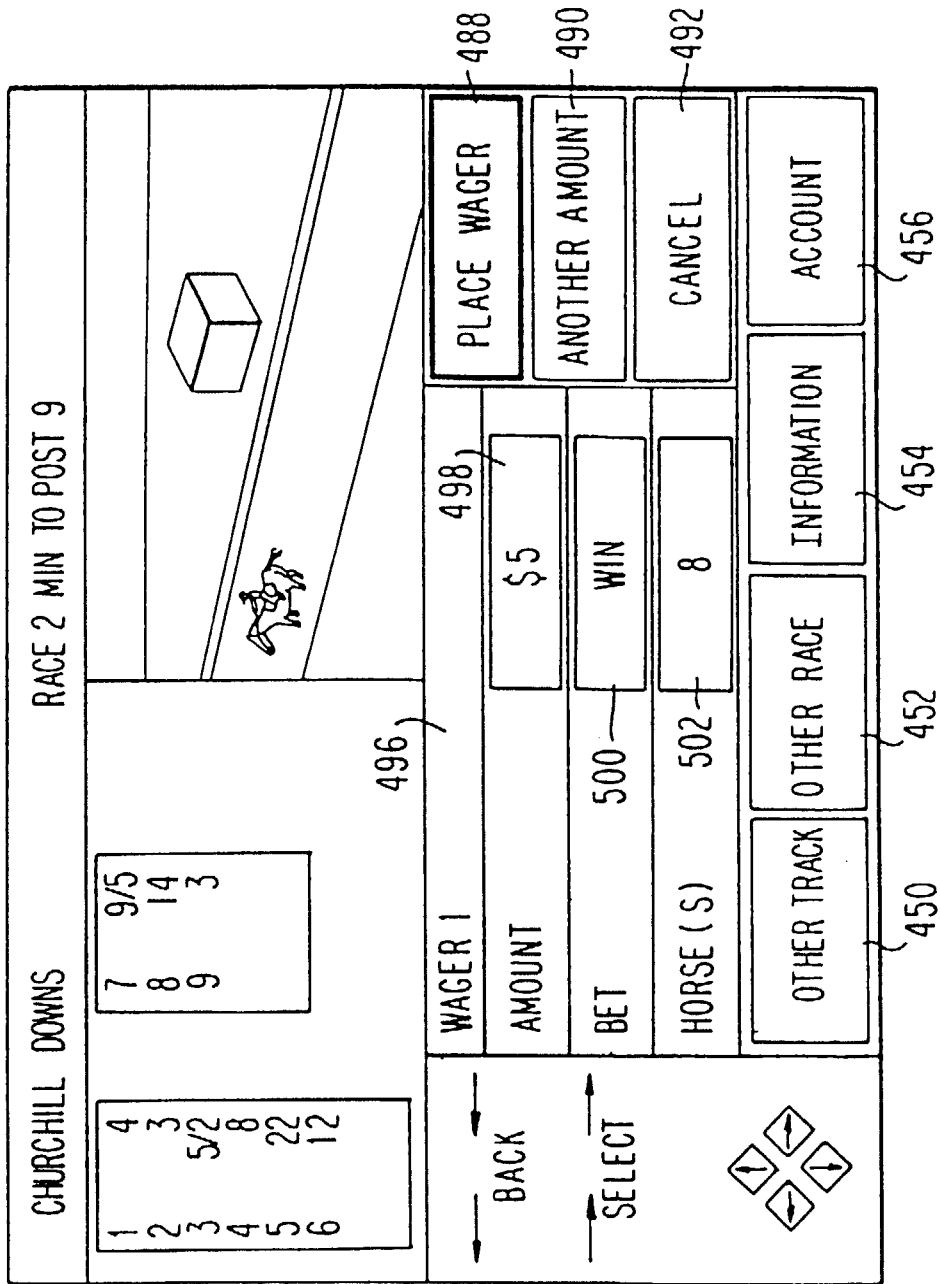 CHURCHILL DOWNS RACE 2 MIN TO POST 9
1 4
2 3
3 5/2
4 8
5 22
6 12
7 9/5
8 14
9 3
496
BACK
SELECT
WAGER 1
AMOUNT
$5
498
BET
500
WIN
HORSE(S)
502
8
PLACE WAGER
488
ANOTHER AMOUNT
490
CANCEL
492
OTHER TRACK
450
OTHER RACE
452
INFORMATION
454
ACCOUNT
456